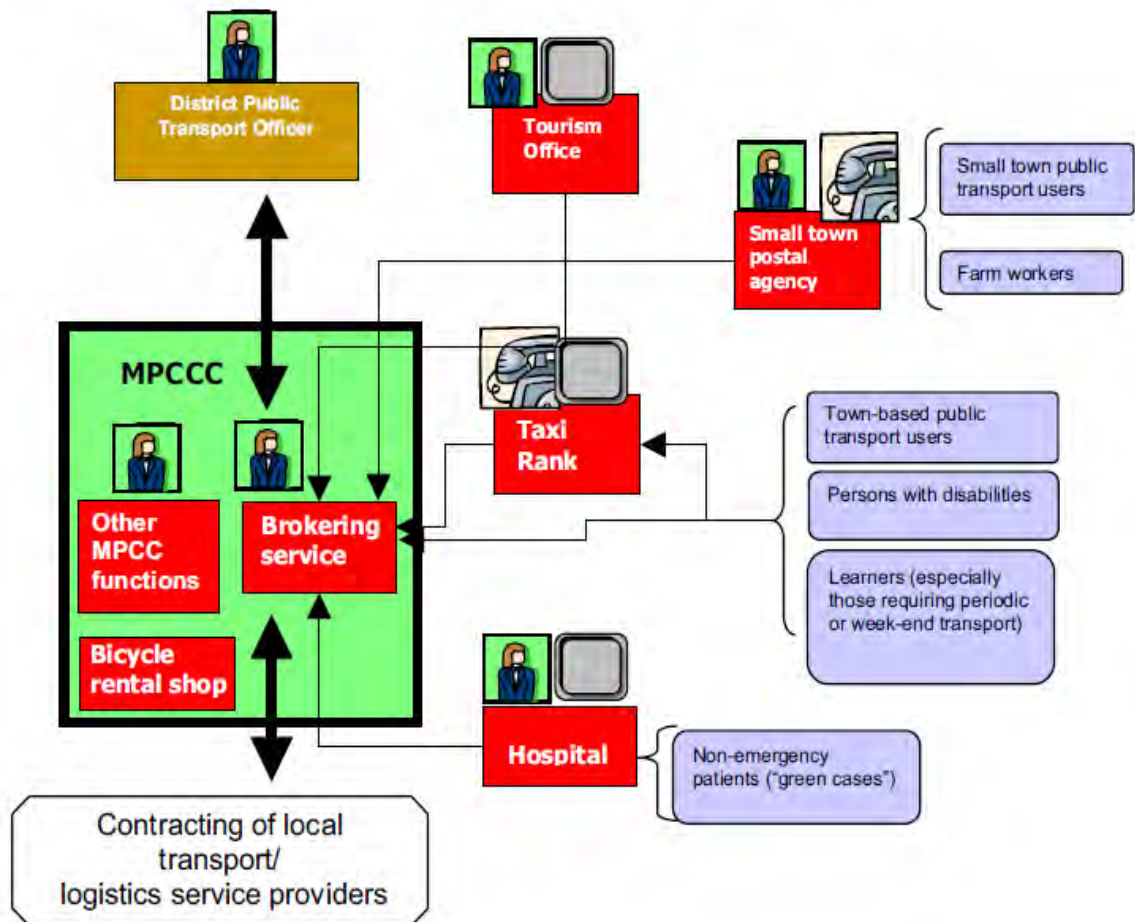 District Public
Transport Officer
Tourism
Office
Small town
postal
agency
Small town public
transport users
Farm workers
MPCCC
Taxi
Rank
Town-based public
transport users
Persons with disabilities
Other
MPCC
functions
Brokering
service
Learners (especially
those requiring periodic
or week-end transport)
Bicycle
rental shop
Hospital
Non-emergency
patients (“green cases”)
Contracting of local
transport/
logistics service providers